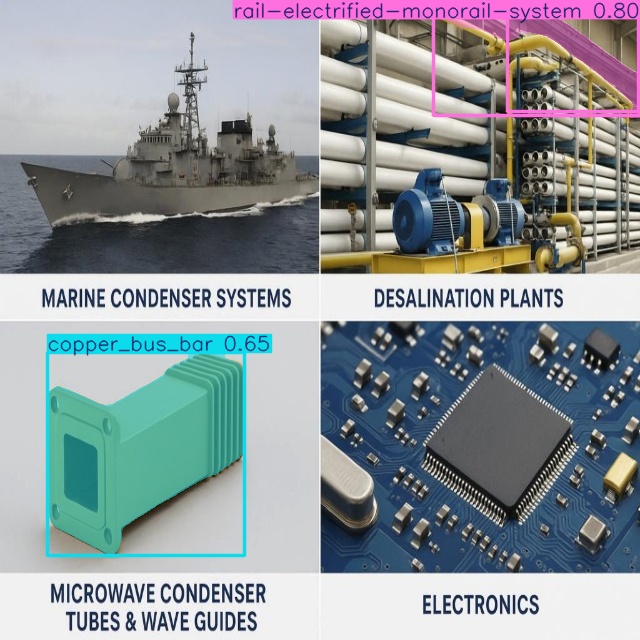 rail-electrified-monorail-system 0.80
MARINE CONDENSER SYSTEMS
DESALINATION PLANTS
copper_bus_bar 0.65
MICROWAVE CONDENSER
TUBES & WAVE GUIDES
ELECTRONICS